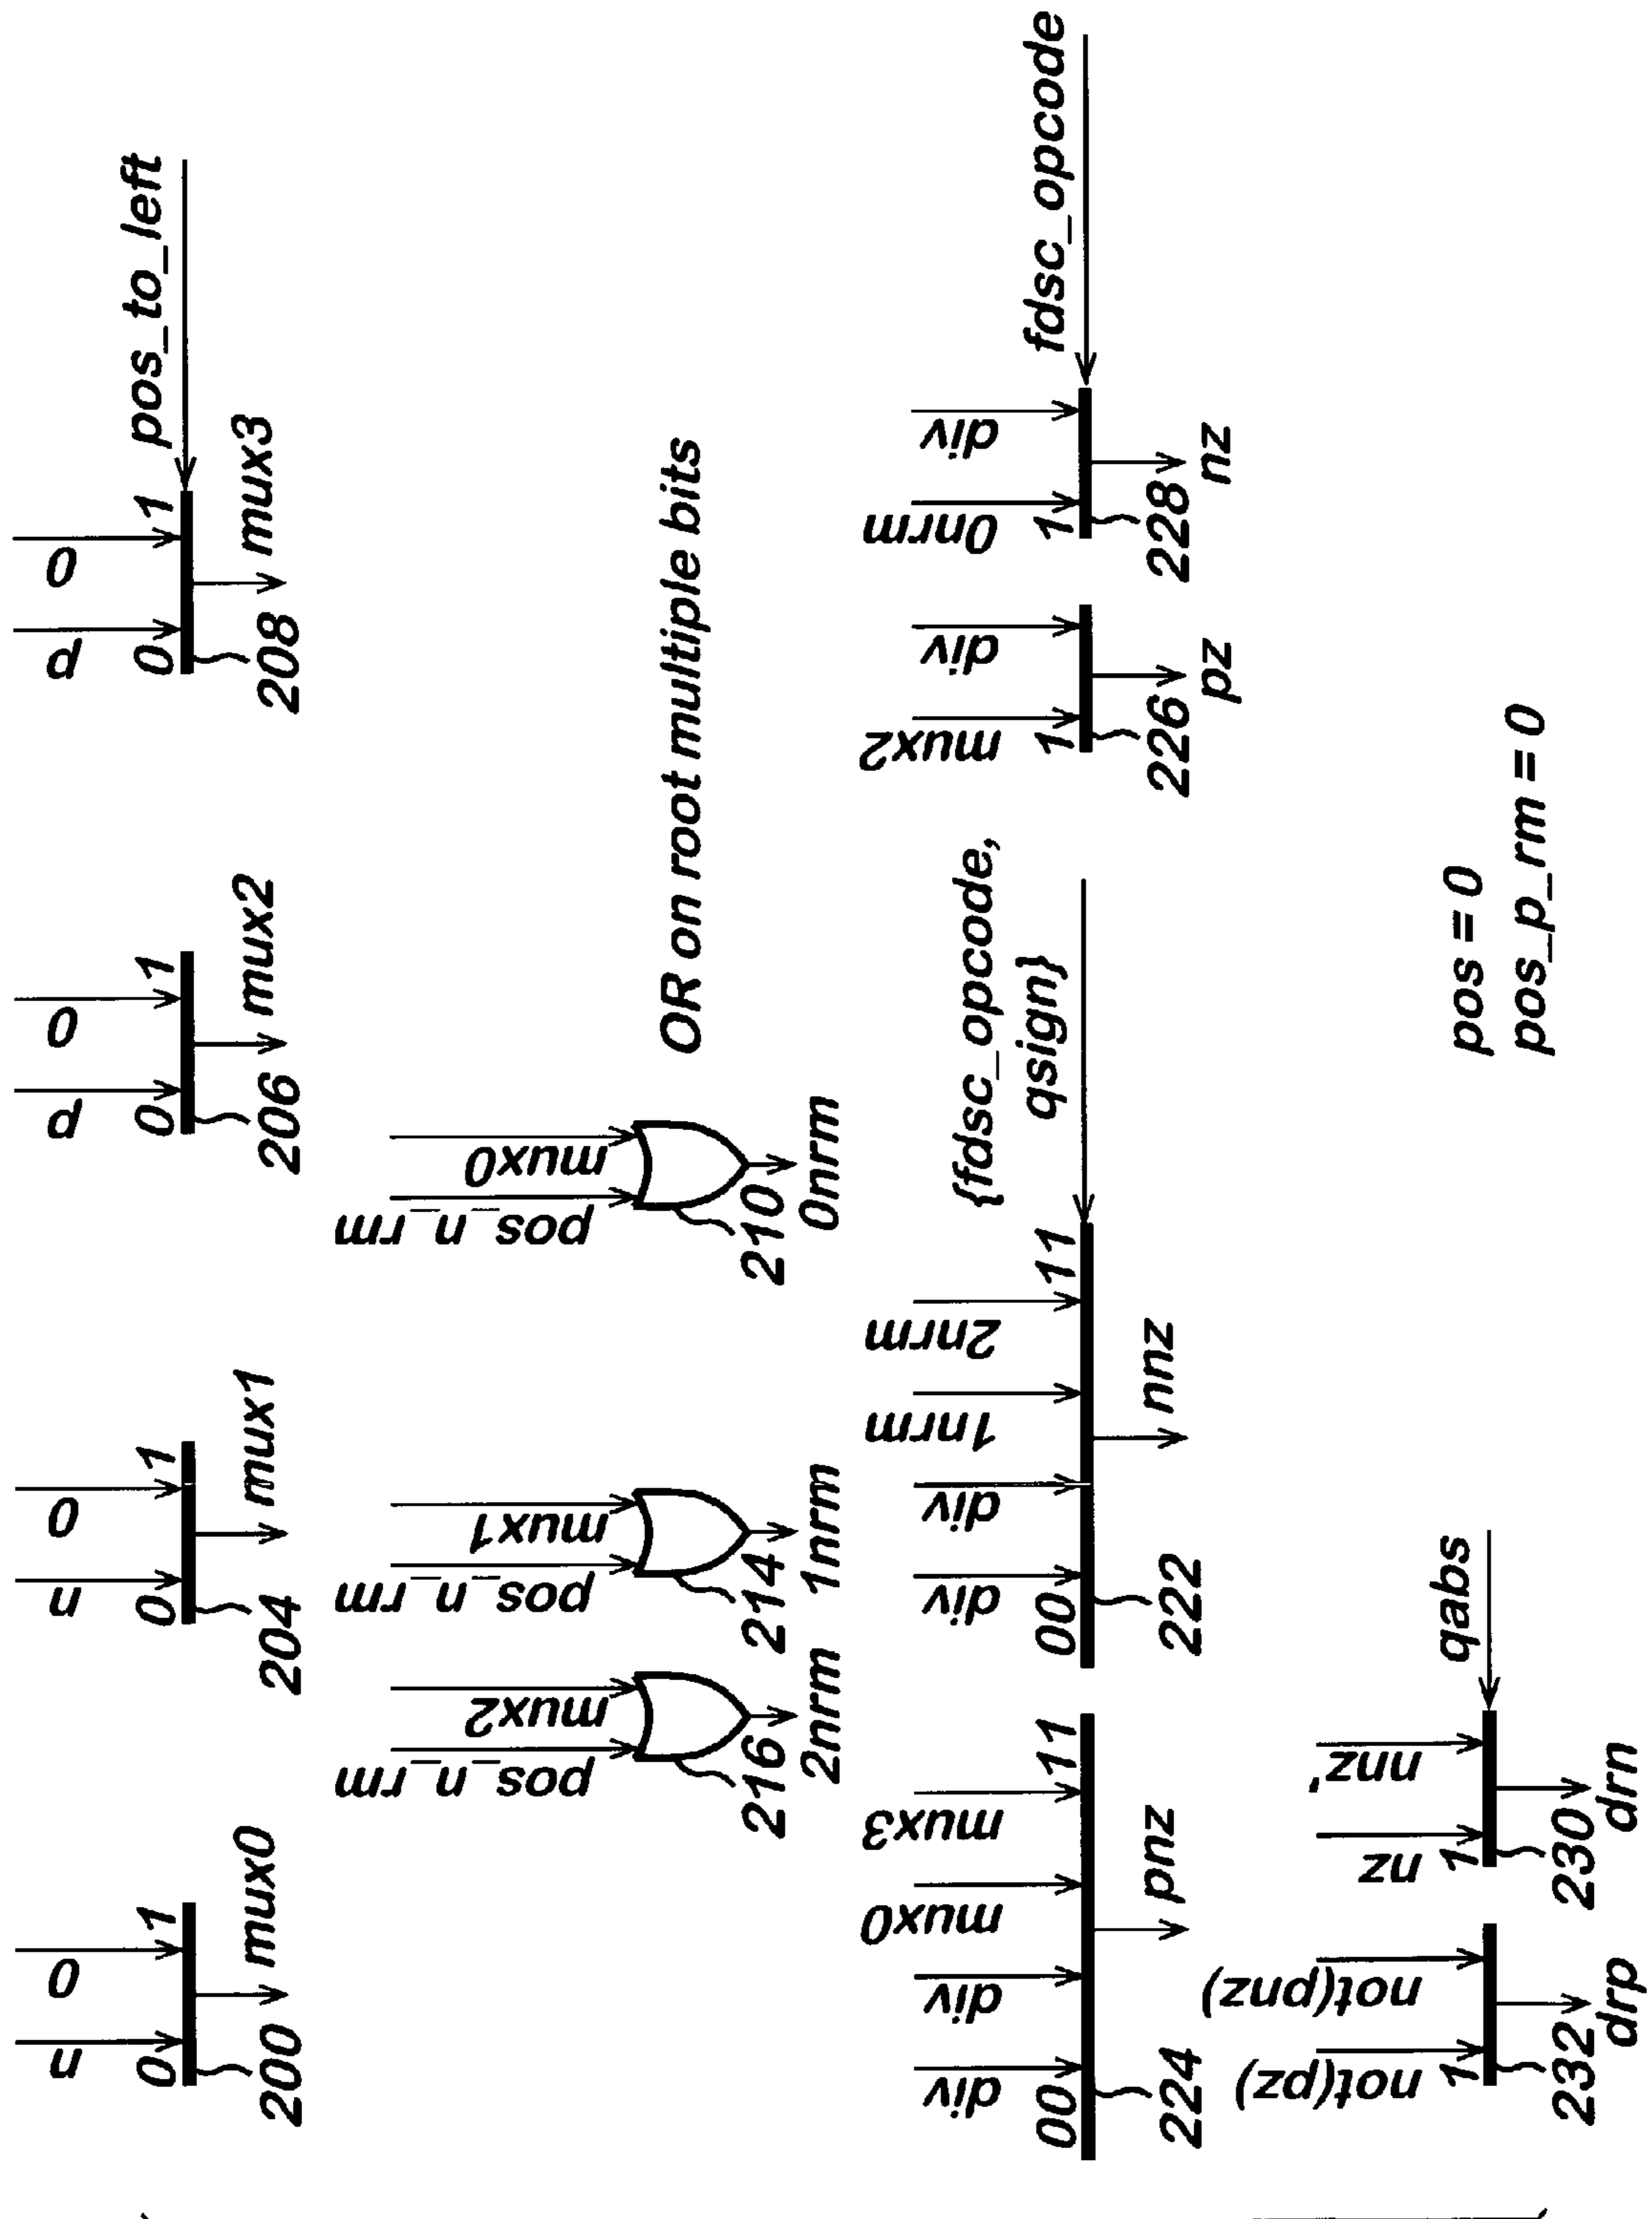 n 0 n 0 p 0 p 0
0 1 0 1 0 1 0 1 pos_to_left
200 mux0 204 mux1 206 mux2 208 mux3
pos_n_rm mux2 pos_n_rm mux1 pos_n_rm mux0
OR on root multiple bits
216 214 210
2nrm 1nrm 0nrm
div div mux0 mux3 div div 1nrm 2nrm {fdsc_opcode, mux2 div 0nrm div
00 11 00 11 qsign} 1 1 fdsc_opcode
224 pnz 222 nnz 226 228
pz nz
not(pz) not(pnz) nz nnz'
1 1 qabs pos = 0
232 230 pos_p_rm = 0
drp drn